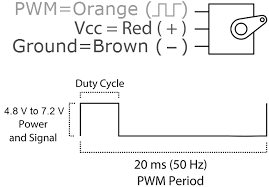 PWM=Orange (⎍⎍)
Vcc = Red (+)
Ground=Brown (−)
Duty Cycle
4.8 V to 7.2 V
Power
and Signal
20 ms (50 Hz)
PWM Period